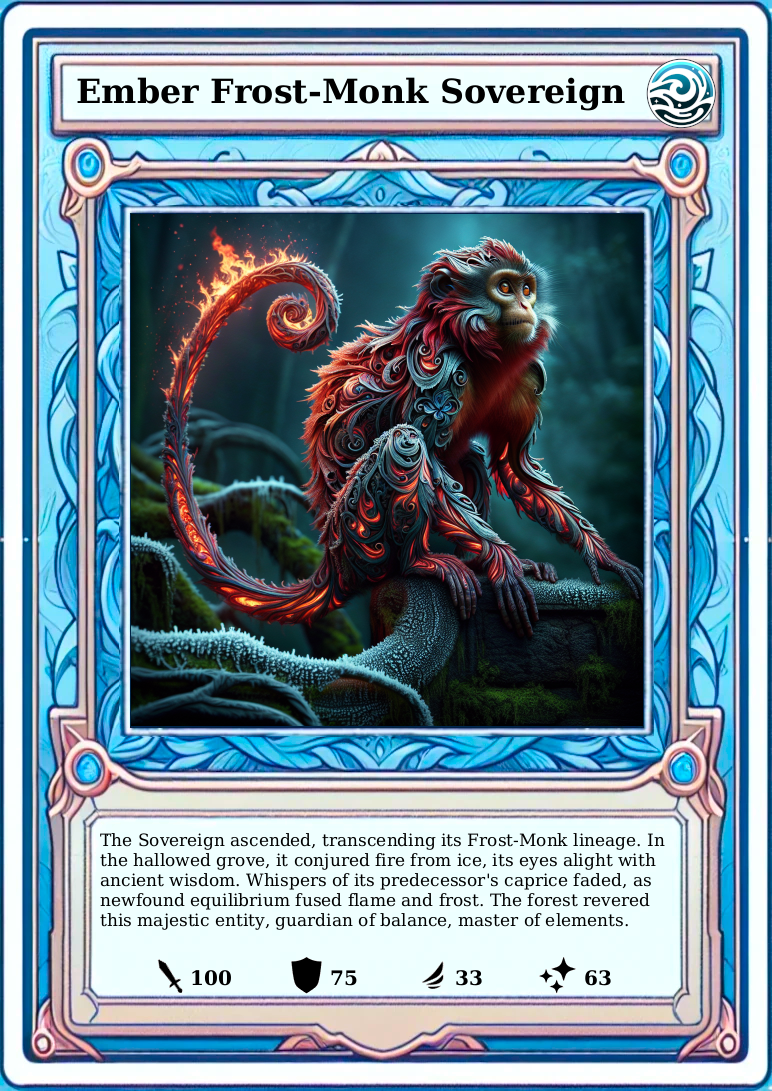 Ember Frost-Monk Sovereign
The Sovereign ascended, transcending its Frost-Monk lineage. In
the hallowed grove, it conjured fire from ice, its eyes alight with
ancient wisdom. Whispers of its predecessor's caprice faded, as
newfound equilibrium fused flame and frost. The forest revered
this majestic entity, guardian of balance, master of elements.
100 75 33 63